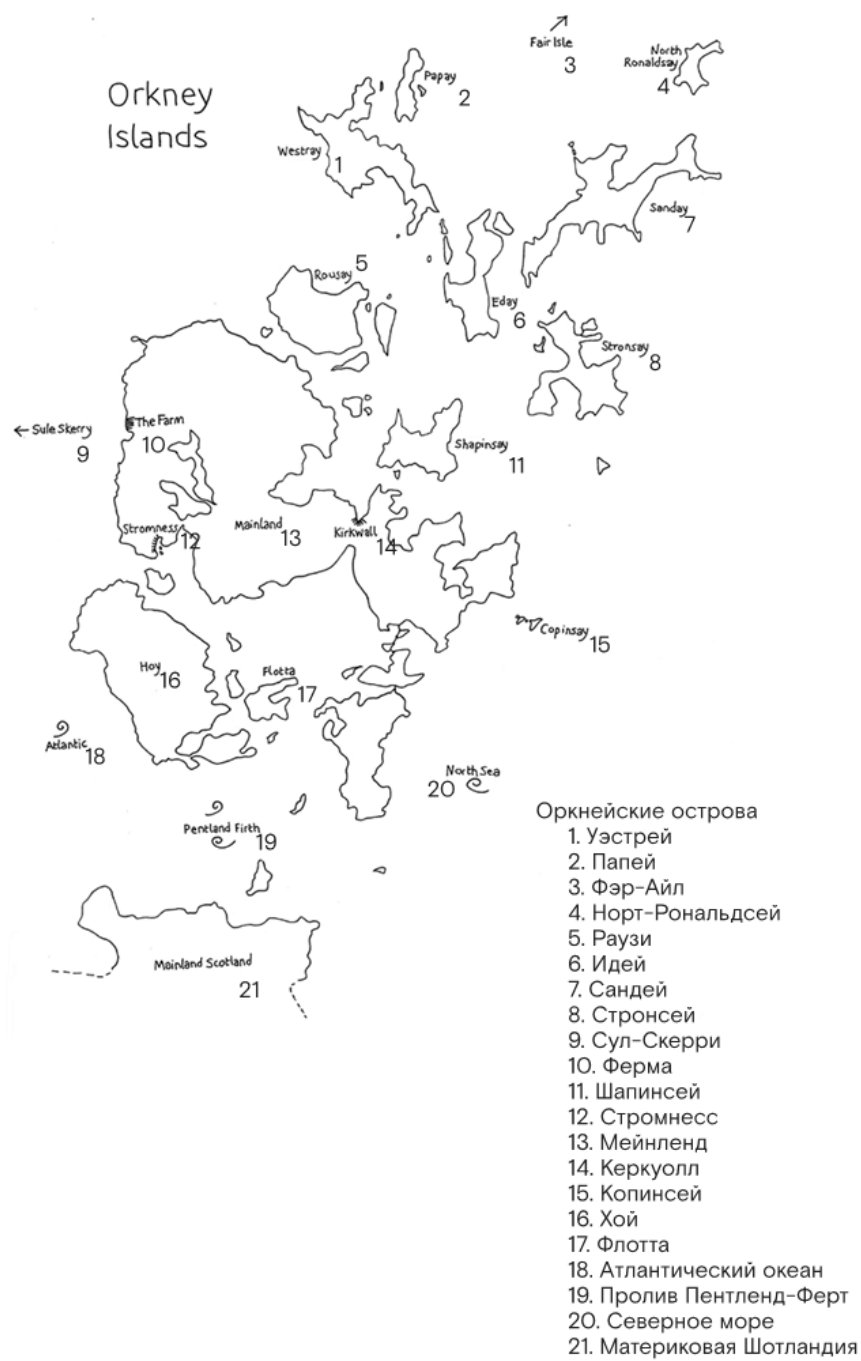 Orkney
Islands
Fair Isle
3
North
Ronaldsay
4
Papay
2
Westray
1
Sanday
7
Rousay
5
Eday
6
Stronsay
8
← Sule Skerry
9
The Farm
10
Shapinsay
11
Stromness
12
Mainland
13
Kirkwall
14
Copinsay
15
Hoy
16
Flotta
17
Atlantic
18
North Sea
20
Pentland Firth
19
Mainland Scotland
21
Оркнейские острова
1. Уэстрей
2. Папей
3. Фэр-Айл
4. Норт-Рональдсей
5. Раузи
6. Идей
7. Сандей
8. Стронсей
9. Сул-Скерри
10. Ферма
11. Шапинсей
12. Стромнесс
13. Мейнленд
14. Керкуолл
15. Копинсей
16. Хой
17. Флотта
18. Атлантический океан
19. Пролив Пентленд-Ферт
20. Северное море
21. Материковая Шотландия